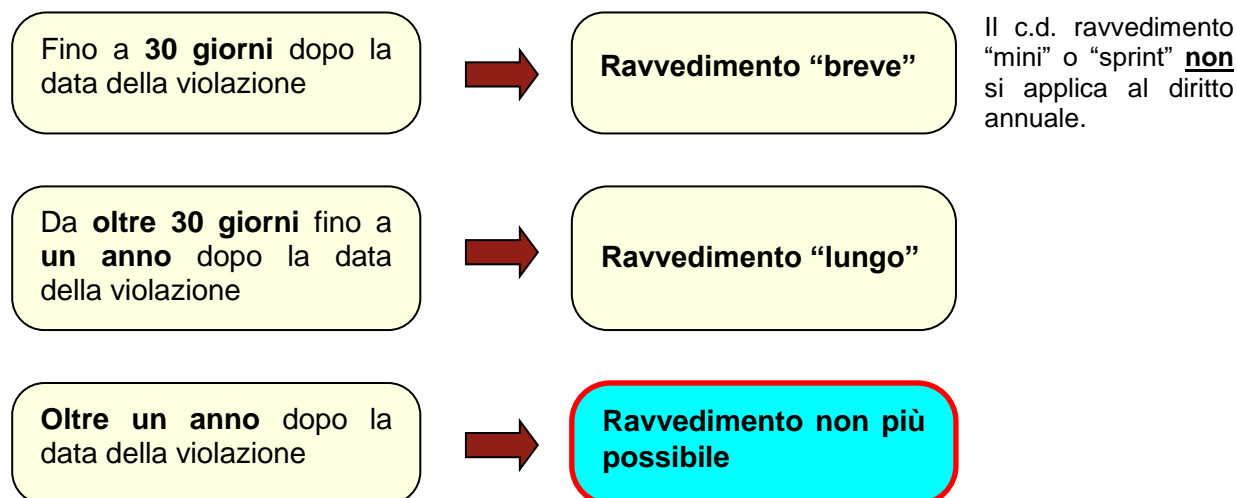 Fino a 30 giorni dopo la
data della violazione
Ravvedimento “breve”
Il c.d. ravvedimento
“mini” o “sprint” non
si applica al diritto
annuale.
Da oltre 30 giorni fino a
un anno dopo la data
della violazione
Ravvedimento “lungo”
Oltre un anno dopo la
data della violazione
Ravvedimento non più
possibile